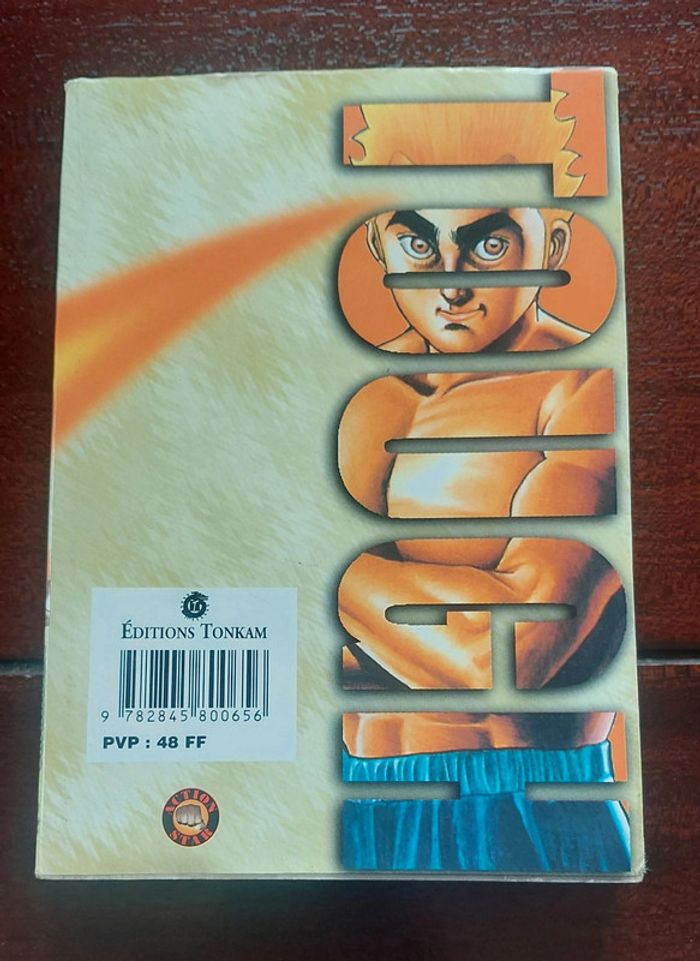 TOUGH
ÉDITIONS TONKAM
9 782845 800656
PVP : 48 FF
ACTION
STAR